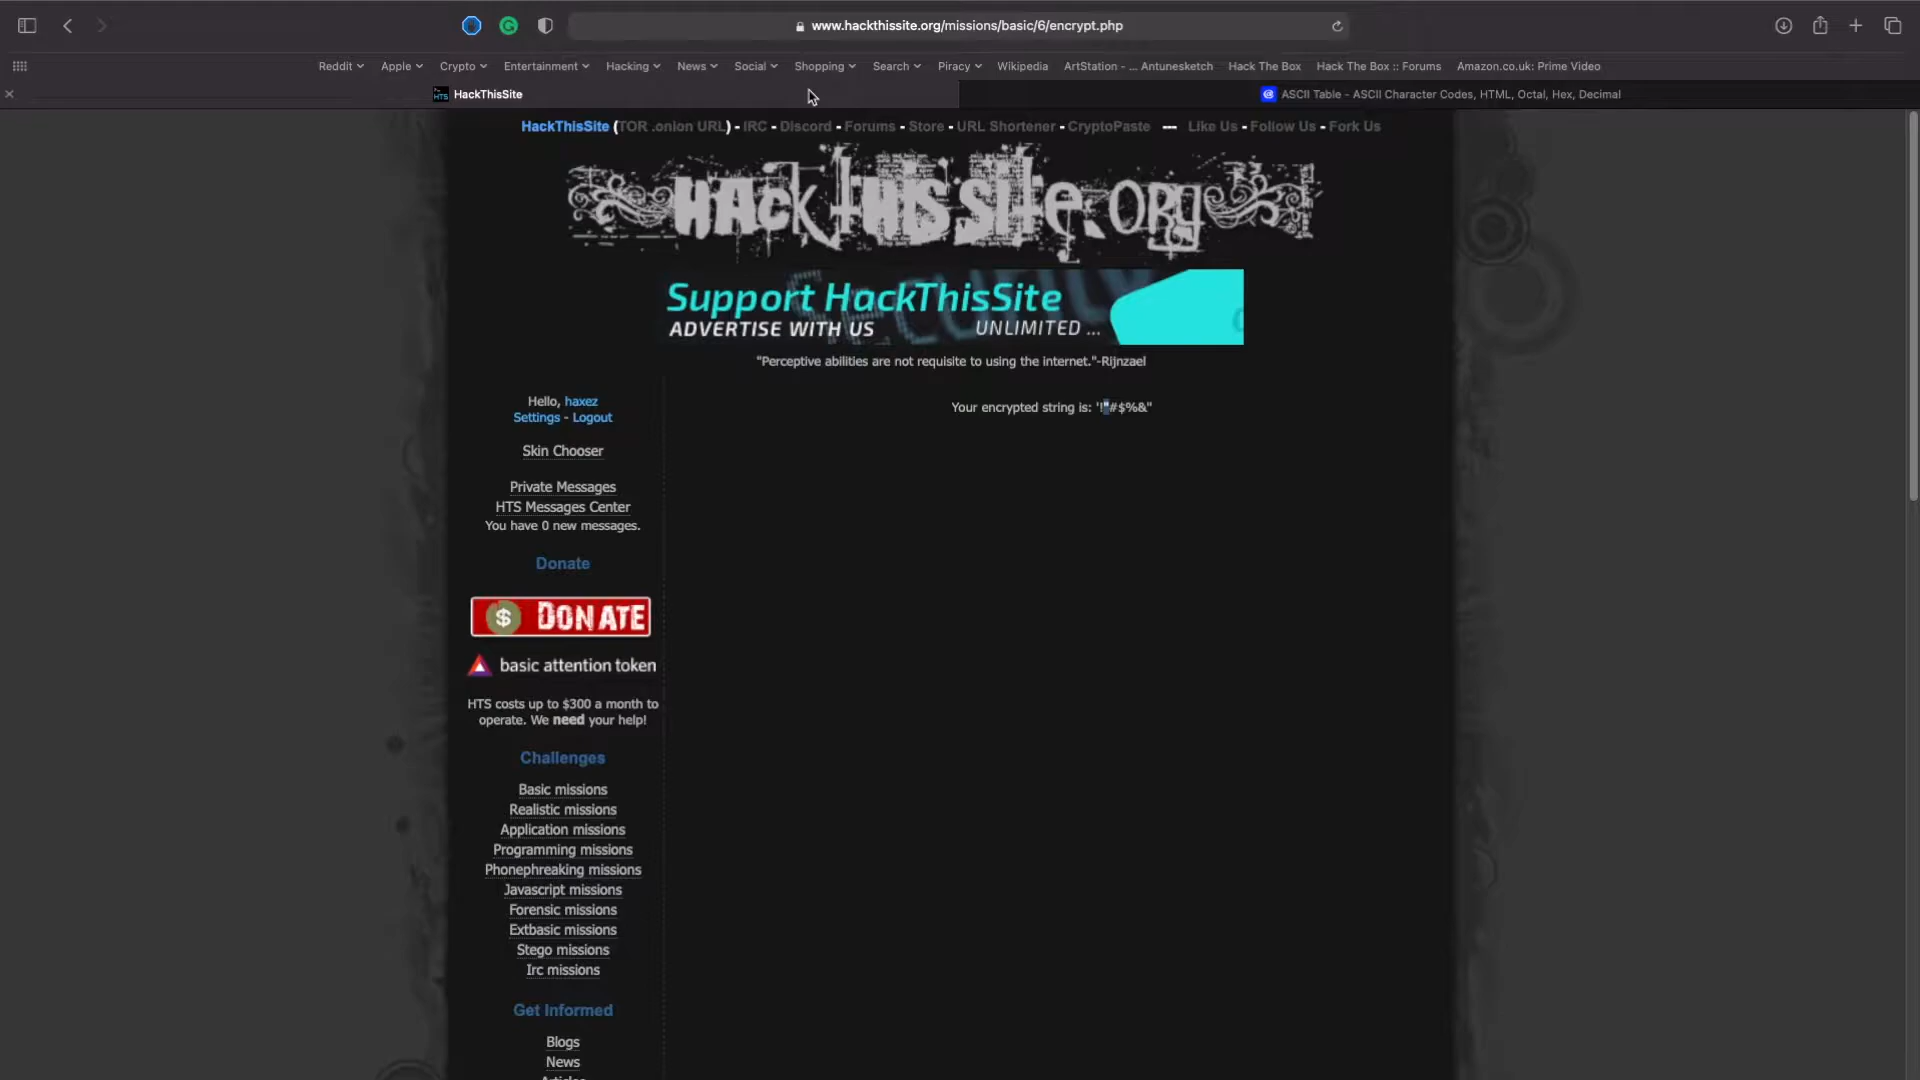 www.hackthissite.org/missions/basic/6/encrypt.php
Reddit Apple Crypto Entertainment Hacking News Social Shopping Search Piracy Wikipedia ArtStation - ... Antunesketch Hack The Box Hack The Box :: Forums Amazon.co.uk: Prime Video
HackThisSite
ASCII Table - ASCII Character Codes, HTML, Octal, Hex, Decimal
HackThisSite (TOR .onion URL) - IRC - Discord - Forums - Store - URL Shortener - CryptoPaste --- Like Us - Follow Us - Fork Us
HACK THIS SITE.ORG
Support HackThisSite
ADVERTISE WITH US UNLIMITED ...
"Perceptive abilities are not requisite to using the internet."-Rijnzael
Your encrypted string is: '!"#$%&"
Hello, haxez
Settings - Logout
Skin Chooser
Private Messages
HTS Messages Center
You have 0 new messages.
Donate
$ DONATE
basic attention token
HTS costs up to $300 a month to
operate. We need your help!
Challenges
Basic missions
Realistic missions
Application missions
Programming missions
Phonephreaking missions
Javascript missions
Forensic missions
Extbasic missions
Stego missions
Irc missions
Get Informed
Blogs
News